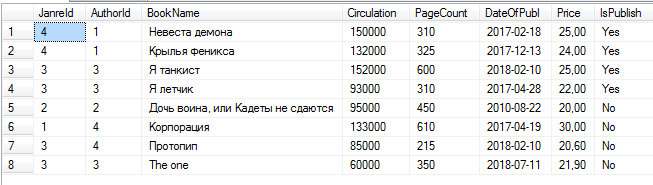 JanreId AuthorId BookName Circulation PageCount DateOfPubl Price IsPublish
1 4 1 Невеста демона 150000 310 2017-02-18 25,00 Yes
2 4 1 Крылья феникса 132000 325 2017-12-13 24,00 Yes
3 3 3 Я танкист 152000 600 2018-02-10 25,00 Yes
4 3 3 Я летчик 93000 310 2017-04-28 22,00 Yes
5 2 2 Дочь воина, или Кадеты не сдаются 95000 450 2010-08-22 20,00 No
6 1 4 Корпорация 133000 610 2017-04-19 30,00 No
7 3 4 Протопип 85000 215 2018-02-10 20,60 No
8 3 3 The one 60000 350 2018-07-11 21,90 No